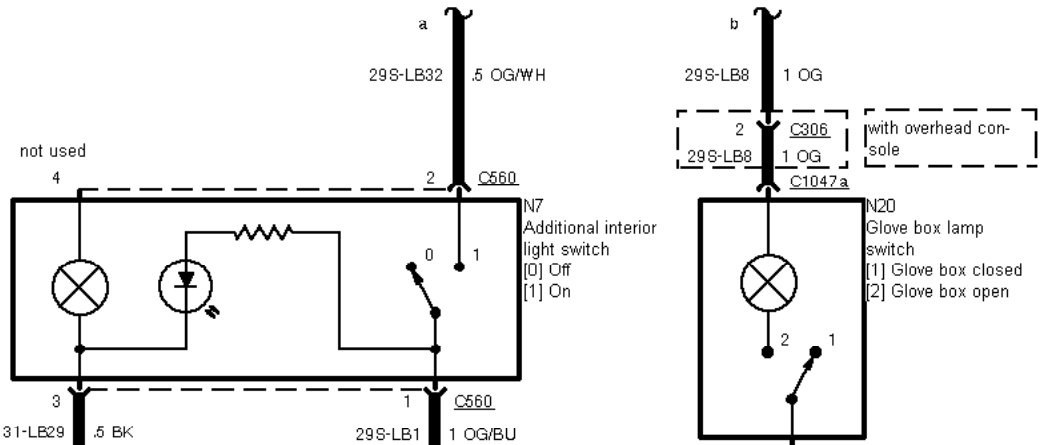 a
b
29S-LB32 .5 OG/WH
29S-LB8 1 OG
2 C306
with overhead con-
sole
29S-LB8 1 OG
not used
4
2 C560
C1047a
N7
Additional interior
light switch
[0] Off
[1] On
0 1
N20
Glove box lamp
switch
[1] Glove box closed
[2] Glove box open
2 1
3
1 C560
31-LB29 .5 BK
29S-LB1 1 OG/BU